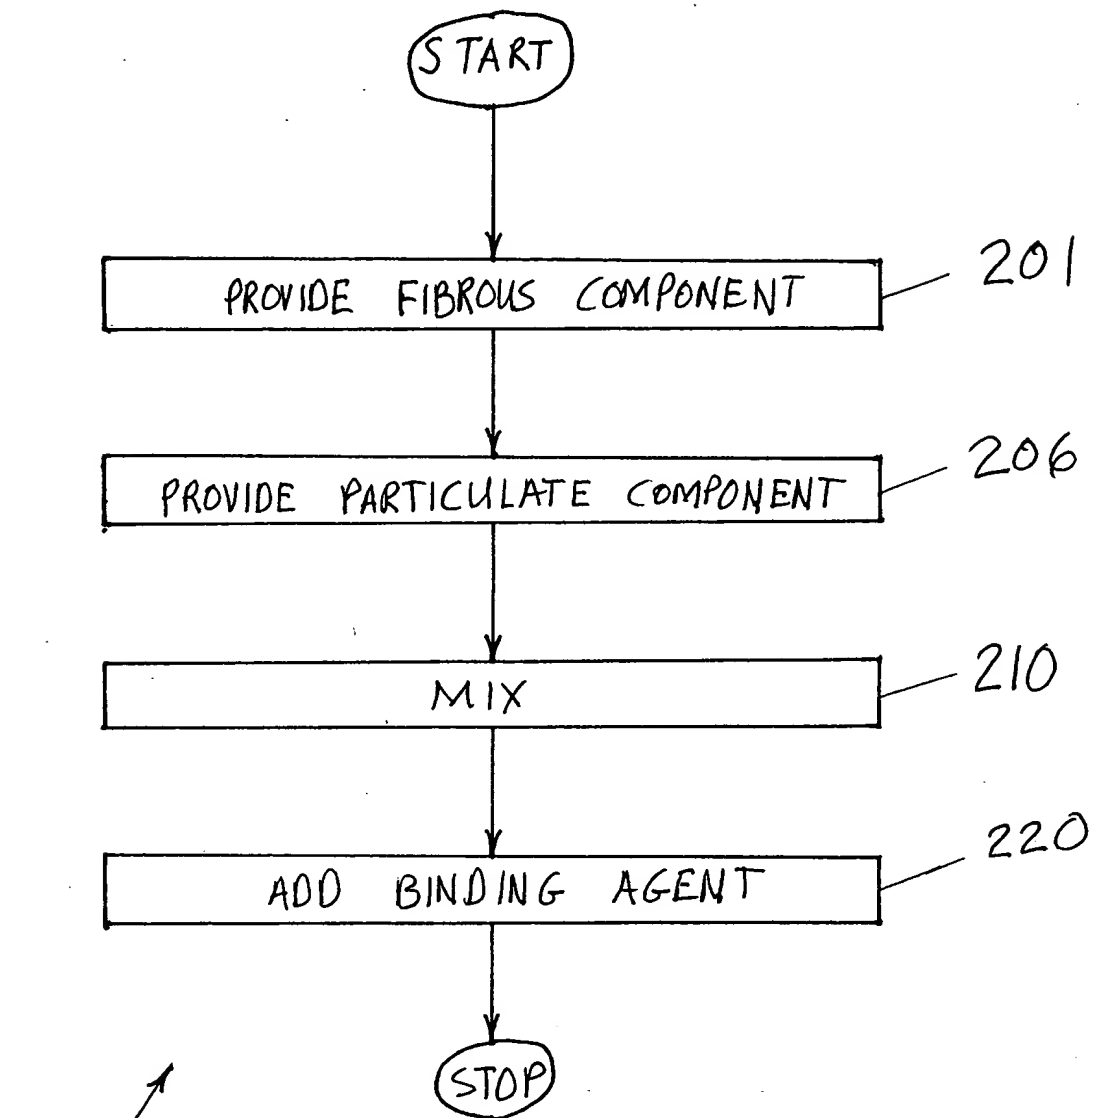 START
PROVIDE FIBROUS COMPONENT
201
PROVIDE PARTICULATE COMPONENT
206
MIX
210
ADD BINDING AGENT
220
STOP